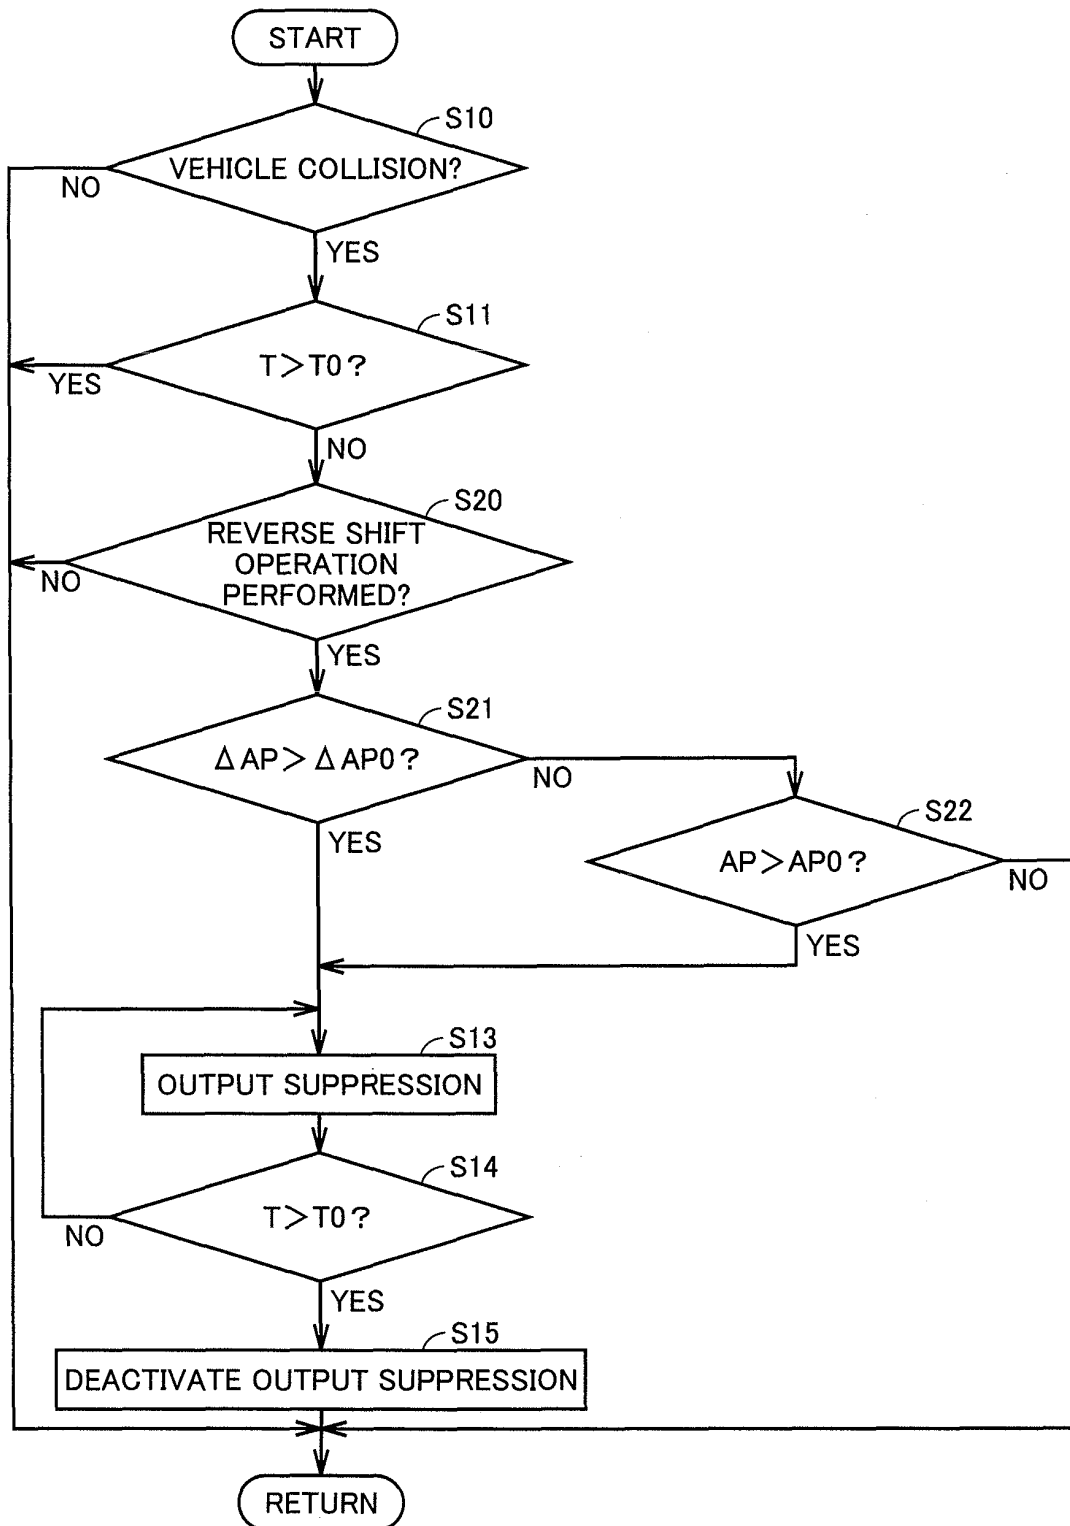 START
S10
VEHICLE COLLISION?
NO
YES
S11
T>T0?
YES
NO
S20
REVERSE SHIFT
OPERATION
PERFORMED?
NO
YES
S21
ΔAP>ΔAP0?
NO
YES
S22
AP>AP0?
NO
YES
S13
OUTPUT SUPPRESSION
S14
T>T0?
NO
YES
S15
DEACTIVATE OUTPUT SUPPRESSION
RETURN